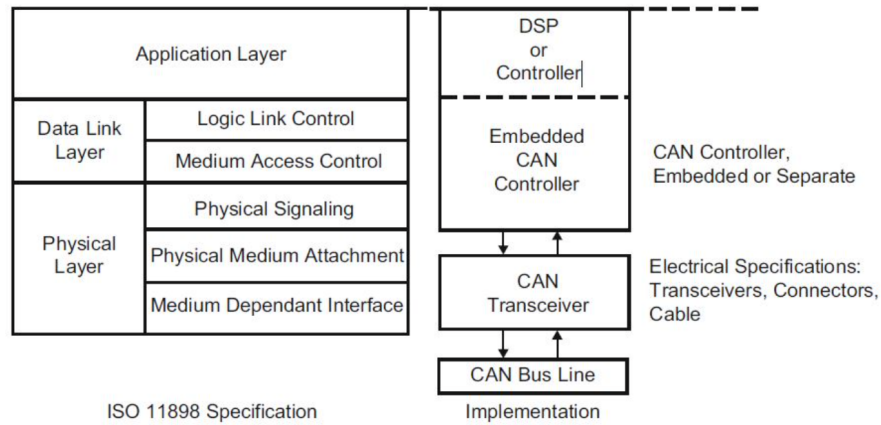 Application Layer
Data Link
Layer
Logic Link Control
Medium Access Control
Physical
Layer
Physical Signaling
Physical Medium Attachment
Medium Dependant Interface
ISO 11898 Specification
DSP
or
Controller
Embedded
CAN
Controller
CAN
Transceiver
CAN Bus Line
Implementation
CAN Controller,
Embedded or Separate
Electrical Specifications:
Transceivers, Connectors,
Cable